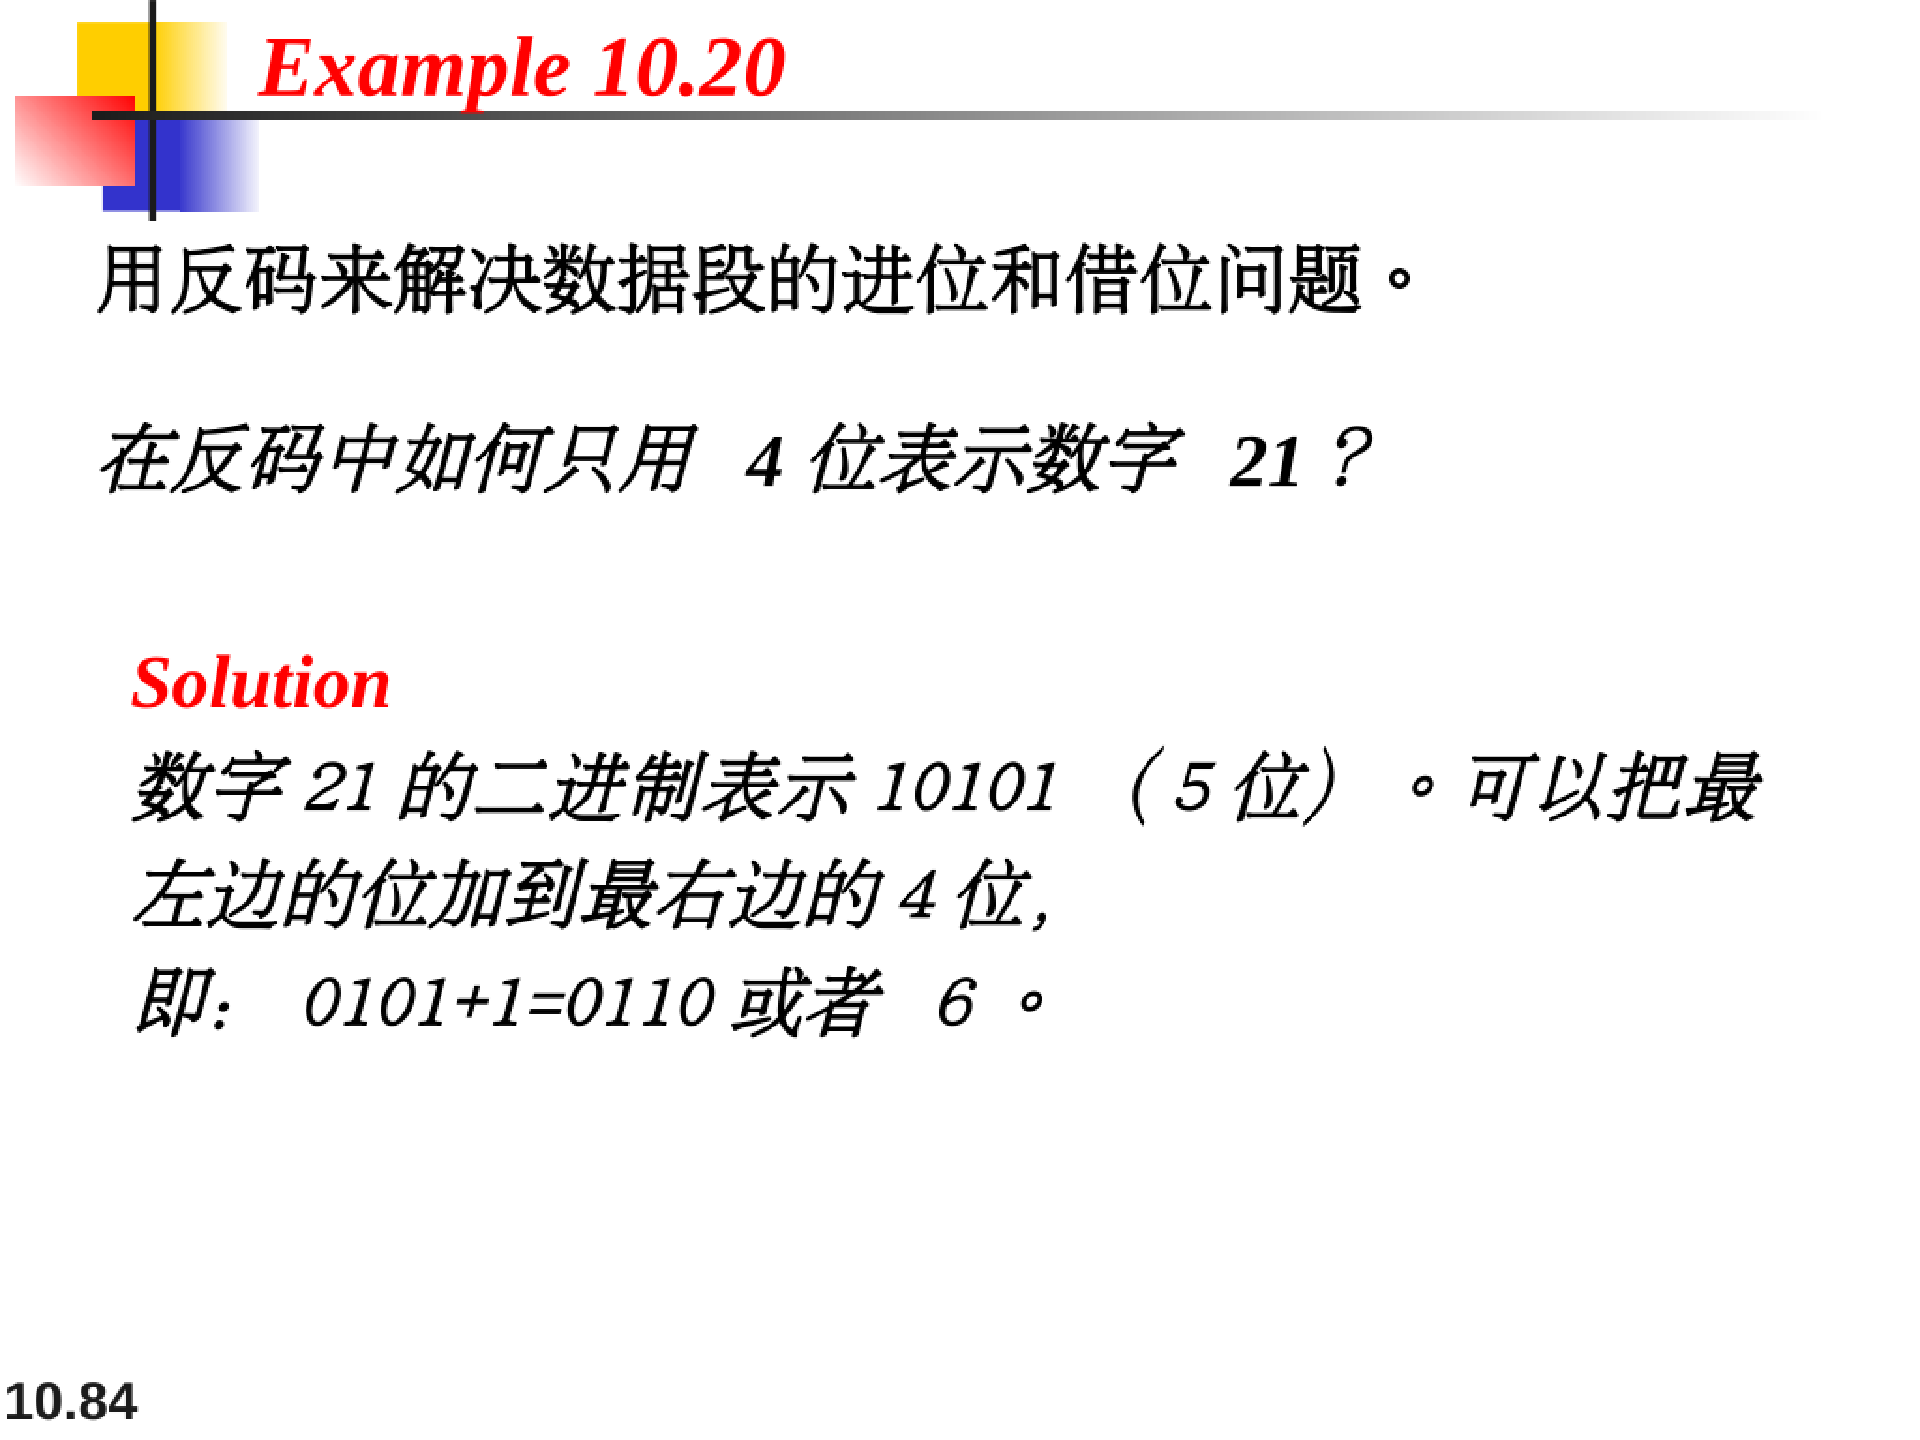 Example 10.20
用反码来解决数据段的进位和借位问题。
在反码中如何只用 4 位表示数字 21？
Solution
数字 21 的二进制表示 10101 （5 位）。可以把最
左边的位加到最右边的 4 位，
即： 0101+1=0110 或者 6 。
10.84